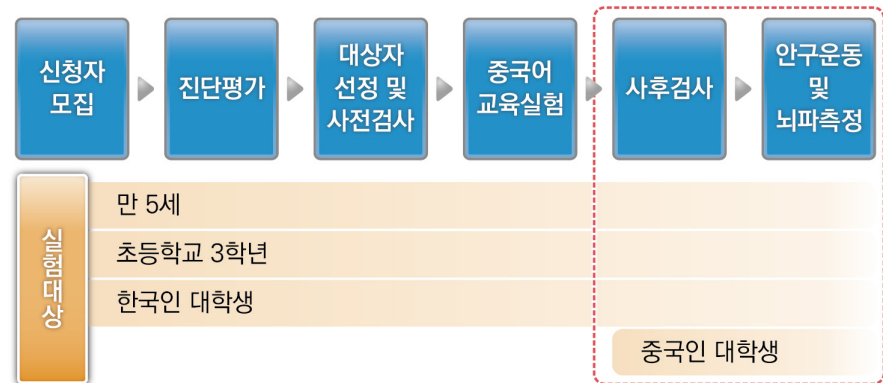 신청자
모집
진단평가
대상자
선정 및
사전검사
중국어
교육실험
사후검사
안구운동
및
뇌파측정
실험대상
만 5세
초등학교 3학년
한국인 대학생
중국인 대학생